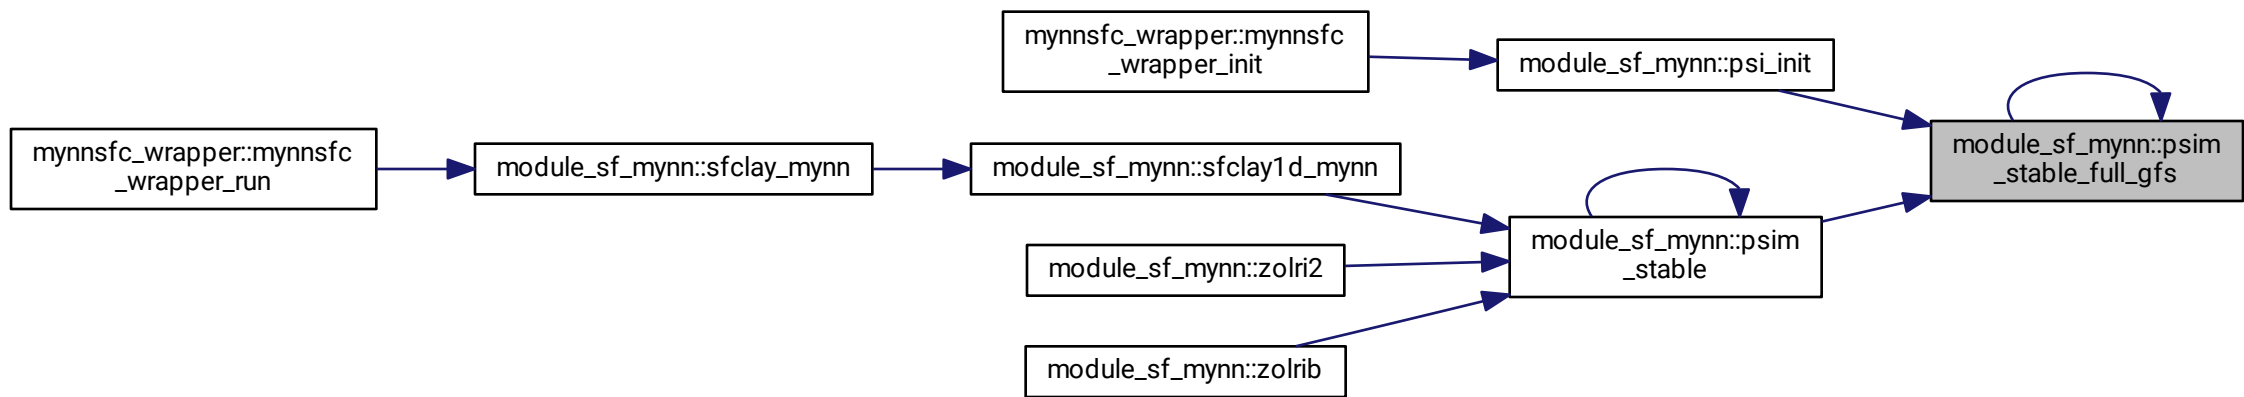 mynnsfc_wrapper::mynnsfc
_wrapper_init
module_sf_mynn::psi_init
module_sf_mynn::psim
_stable_full_gfs
mynnsfc_wrapper::mynnsfc
_wrapper_run
module_sf_mynn::sfclay_mynn
module_sf_mynn::sfclay1d_mynn
module_sf_mynn::psim
_stable
module_sf_mynn::zolri2
module_sf_mynn::zolrib